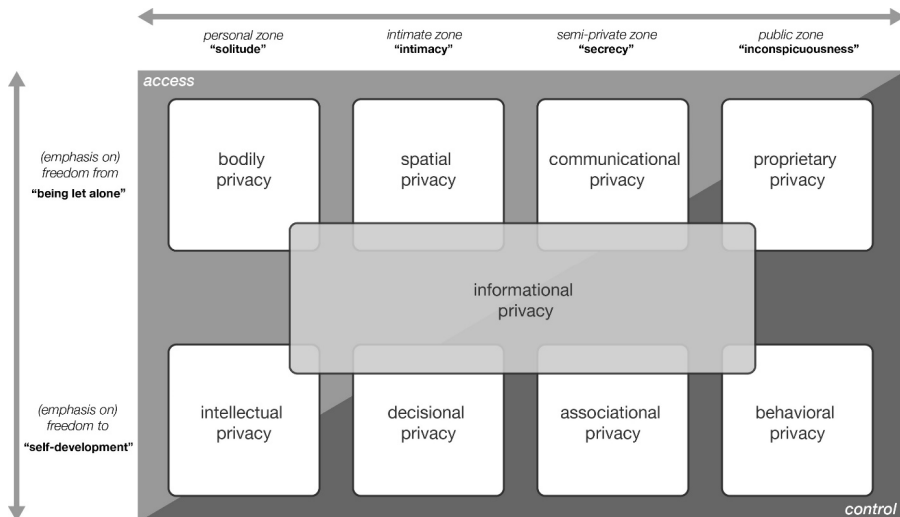 personal zone
“solitude”
intimate zone
“intimacy”
semi-private zone
“secrecy”
public zone
“inconspicuousness”
access
(emphasis on)
freedom from
“being let alone”
bodily
privacy
spatial
privacy
communicational
privacy
proprietary
privacy
informational
privacy
(emphasis on)
freedom to
“self-development”
intellectual
privacy
decisional
privacy
associational
privacy
behavioral
privacy
control